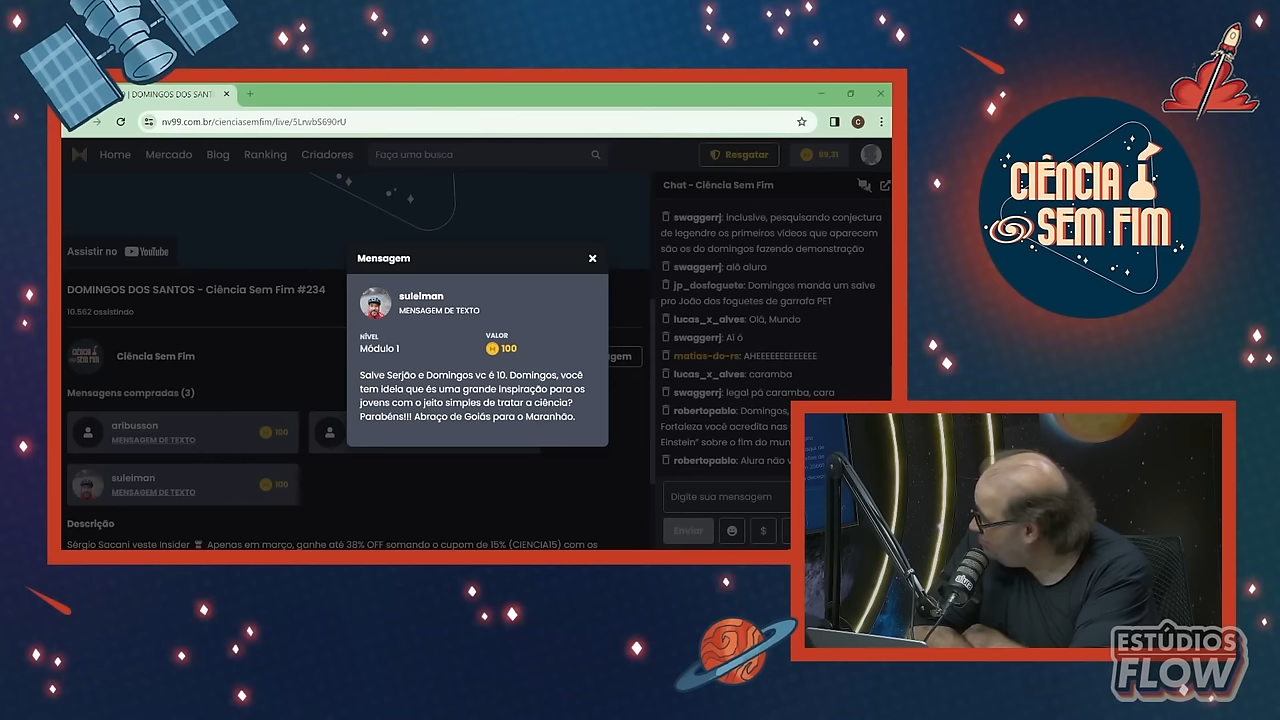 | DOMINGOS DOS SANT
nv99.com.br/cienciasemfim/live/5LrwbS690rU
Home
Mercado
Blog
Ranking
Criadores
Faça uma busca
Resgatar
Chat - Ciência Sem Fim
swaggerrj: inclusive, pesquisando conjectura
de legendre os primeiros vídeos que aparecem
são os do domingos fazendo demonstração
swaggerrj: alô alura
jp_dosfoguete: Domingos manda um salve
pro João dos foguetes de garrafa PET
lucas_x_alves: Olá, Mundo
swaggerrj: Aí ó
matias-do-rs: AHEEEEEEEEEEEE
lucas_x_alves: caramba
swaggerrj: legal pá caramba, cara
robertopablo: Domingos,
Fortaleza você acredita nas
Einstein" sobre o fim do mun
robertopablo: Alura não v
Digite sua mensagem
Enviar
$
Assistir no YouTube
DOMINGOS DOS SANTOS - Ciência Sem Fim #234
10.562 assistindo
CIÊNCIA
SEM FIM
Ciência Sem Fim
gem
Mensagens compradas (3)
aribusson
MENSAGEM DE TEXTO
100
suleiman
MENSAGEM DE TEXTO
100
Descrição
Sérgio Sacani veste Insider Apenas em março, ganhe até 38% OFF somando o cupom de 15% (CIENCIA15) com os
Mensagem
suleiman
MENSAGEM DE TEXTO
NÍVEL
Módulo 1
VALOR
100
Salve Serjão e Domingos vc é 10. Domingos, você
tem ideia que és uma grande inspiração para os
jovens com o jeito simples de tratar a ciência?
Parabéns!!! Abraço de Goiás para o Maranhão.
CIÊNCIA
SEM FIM
alura
ESTÚDIOS
FLOW